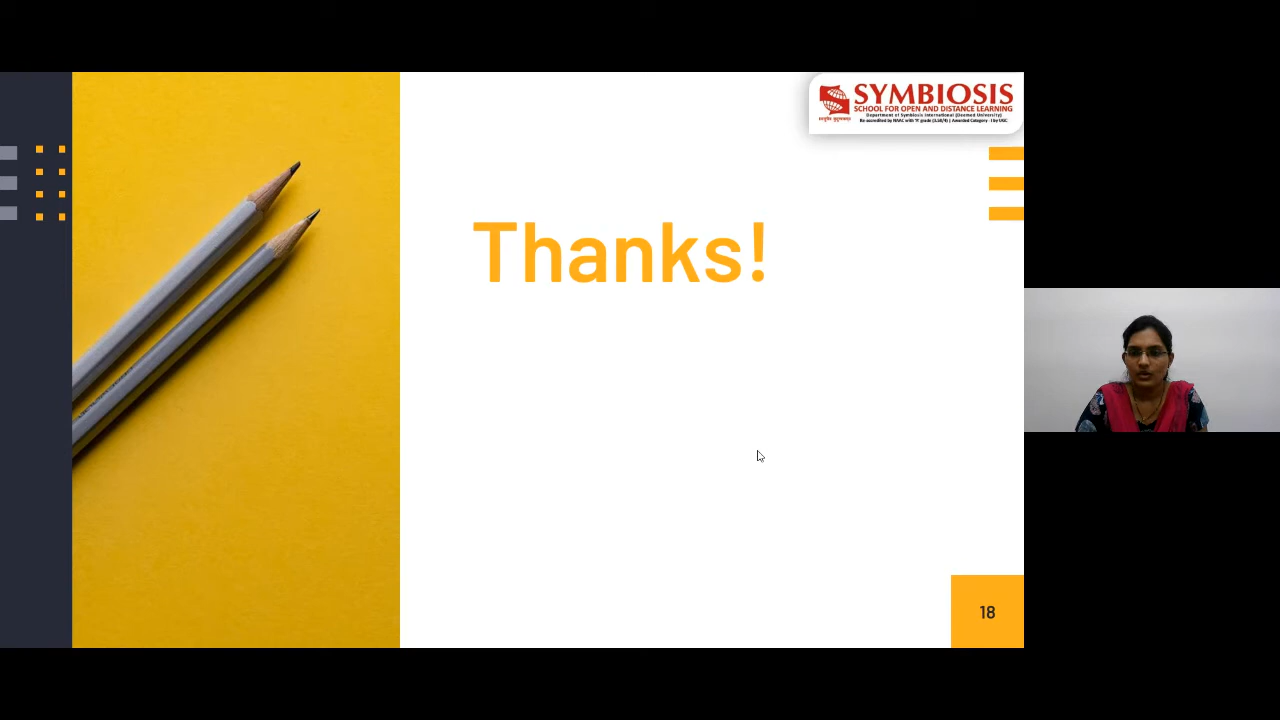 SYMBIOSIS
SCHOOL FOR OPEN AND DISTANCE LEARNING
Department of Symbiosis International (Deemed University)
Re-accredited by NAAC with 'A' grade (3.58/4) | Awarded Category - I by UGC
Thanks!
18